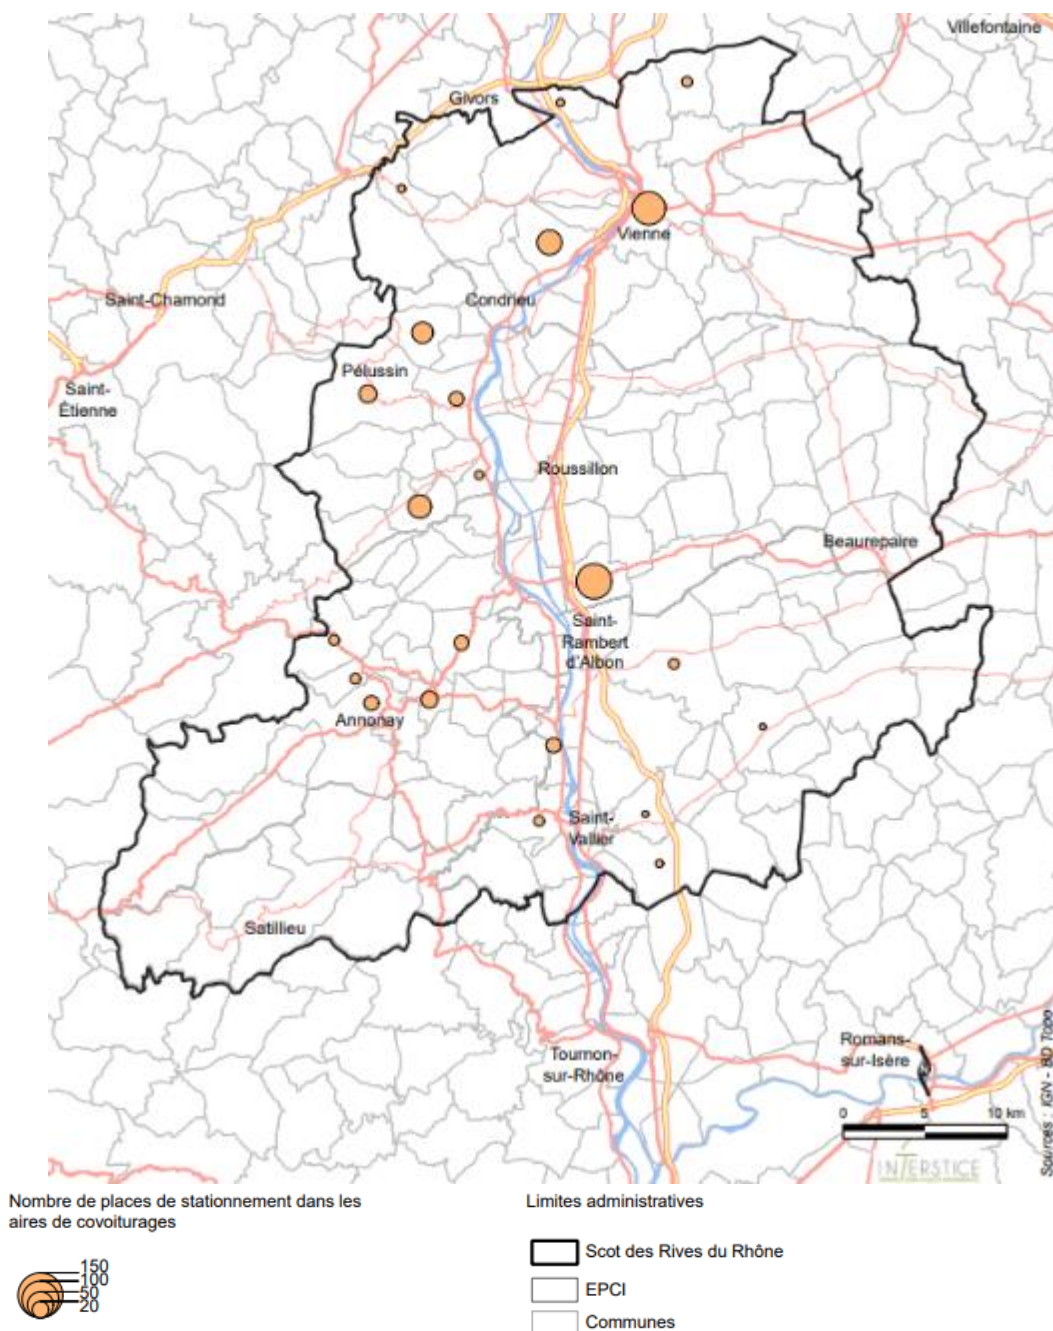 Villefontaine
Givors
Vienne
Saint-Chamond
Condrieu
Pélussin
Saint-
Étienne
Roussillon
Beaurepaire
Saint-
Rambert
d'Albon
Annonay
Saint-
Vallier
Satillieu
Romans-
sur-Isère
Tournon-
sur-Rhône
0 5 10 km
INTERSTICE
Sources : IGN - BD Topo
Nombre de places de stationnement dans les
aires de covoiturages
150
100
50
20
Limites administratives
Scot des Rives du Rhône
EPCI
Communes